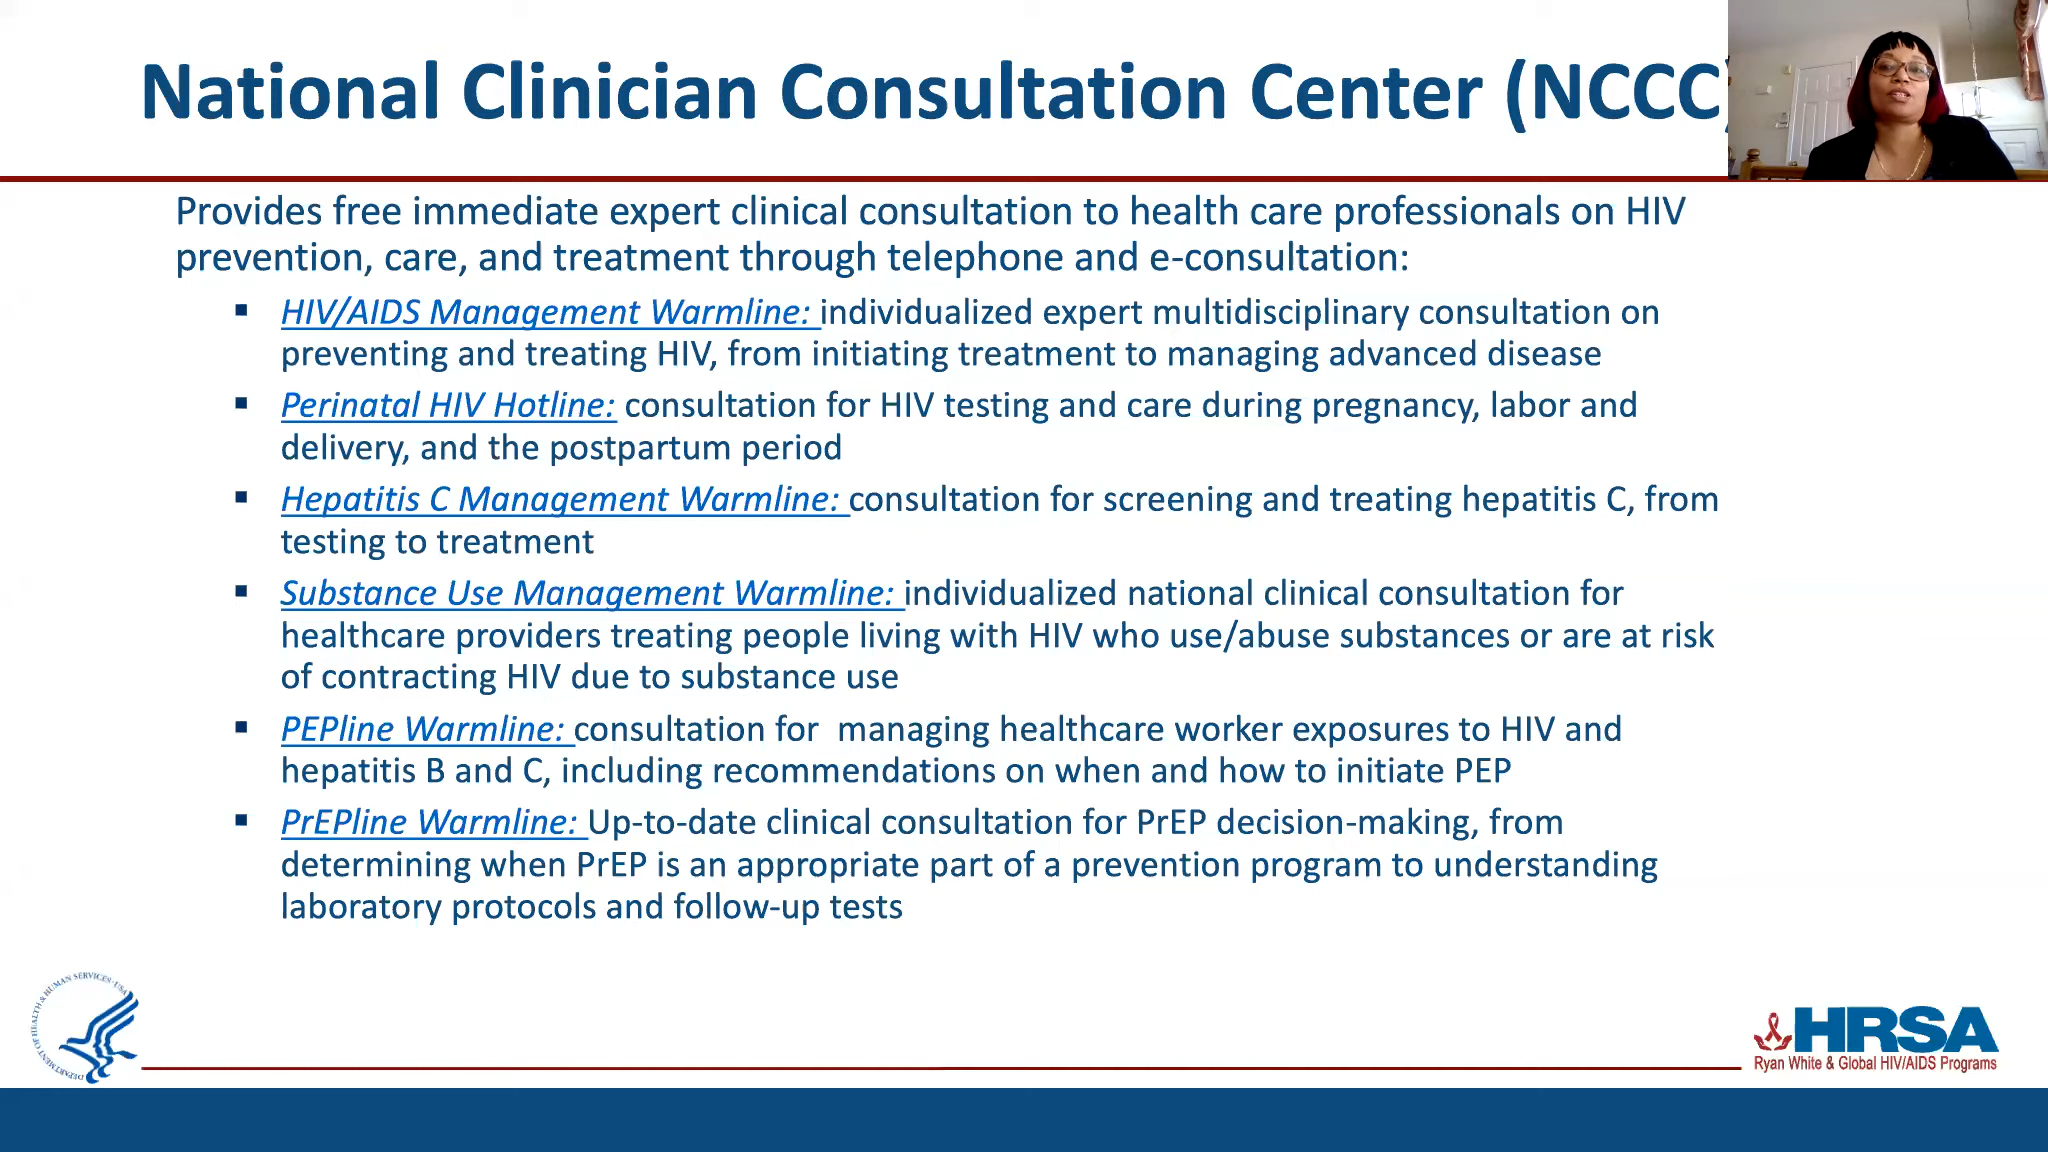 National Clinician Consultation Center (NCCC)
Provides free immediate expert clinical consultation to health care professionals on HIV
prevention, care, and treatment through telephone and e-consultation:
▪ HIV/AIDS Management Warmline: individualized expert multidisciplinary consultation on
preventing and treating HIV, from initiating treatment to managing advanced disease
▪ Perinatal HIV Hotline: consultation for HIV testing and care during pregnancy, labor and
delivery, and the postpartum period
▪ Hepatitis C Management Warmline: consultation for screening and treating hepatitis C, from
testing to treatment
▪ Substance Use Management Warmline: individualized national clinical consultation for
healthcare providers treating people living with HIV who use/abuse substances or are at risk
of contracting HIV due to substance use
▪ PEPline Warmline: consultation for  managing healthcare worker exposures to HIV and
hepatitis B and C, including recommendations on when and how to initiate PEP
▪ PrEPline Warmline: Up-to-date clinical consultation for PrEP decision-making, from
determining when PrEP is an appropriate part of a prevention program to understanding
laboratory protocols and follow-up tests
DEPARTMENT OF HEALTH & HUMAN SERVICES · USA
HRSA
Ryan White & Global HIV/AIDS Programs